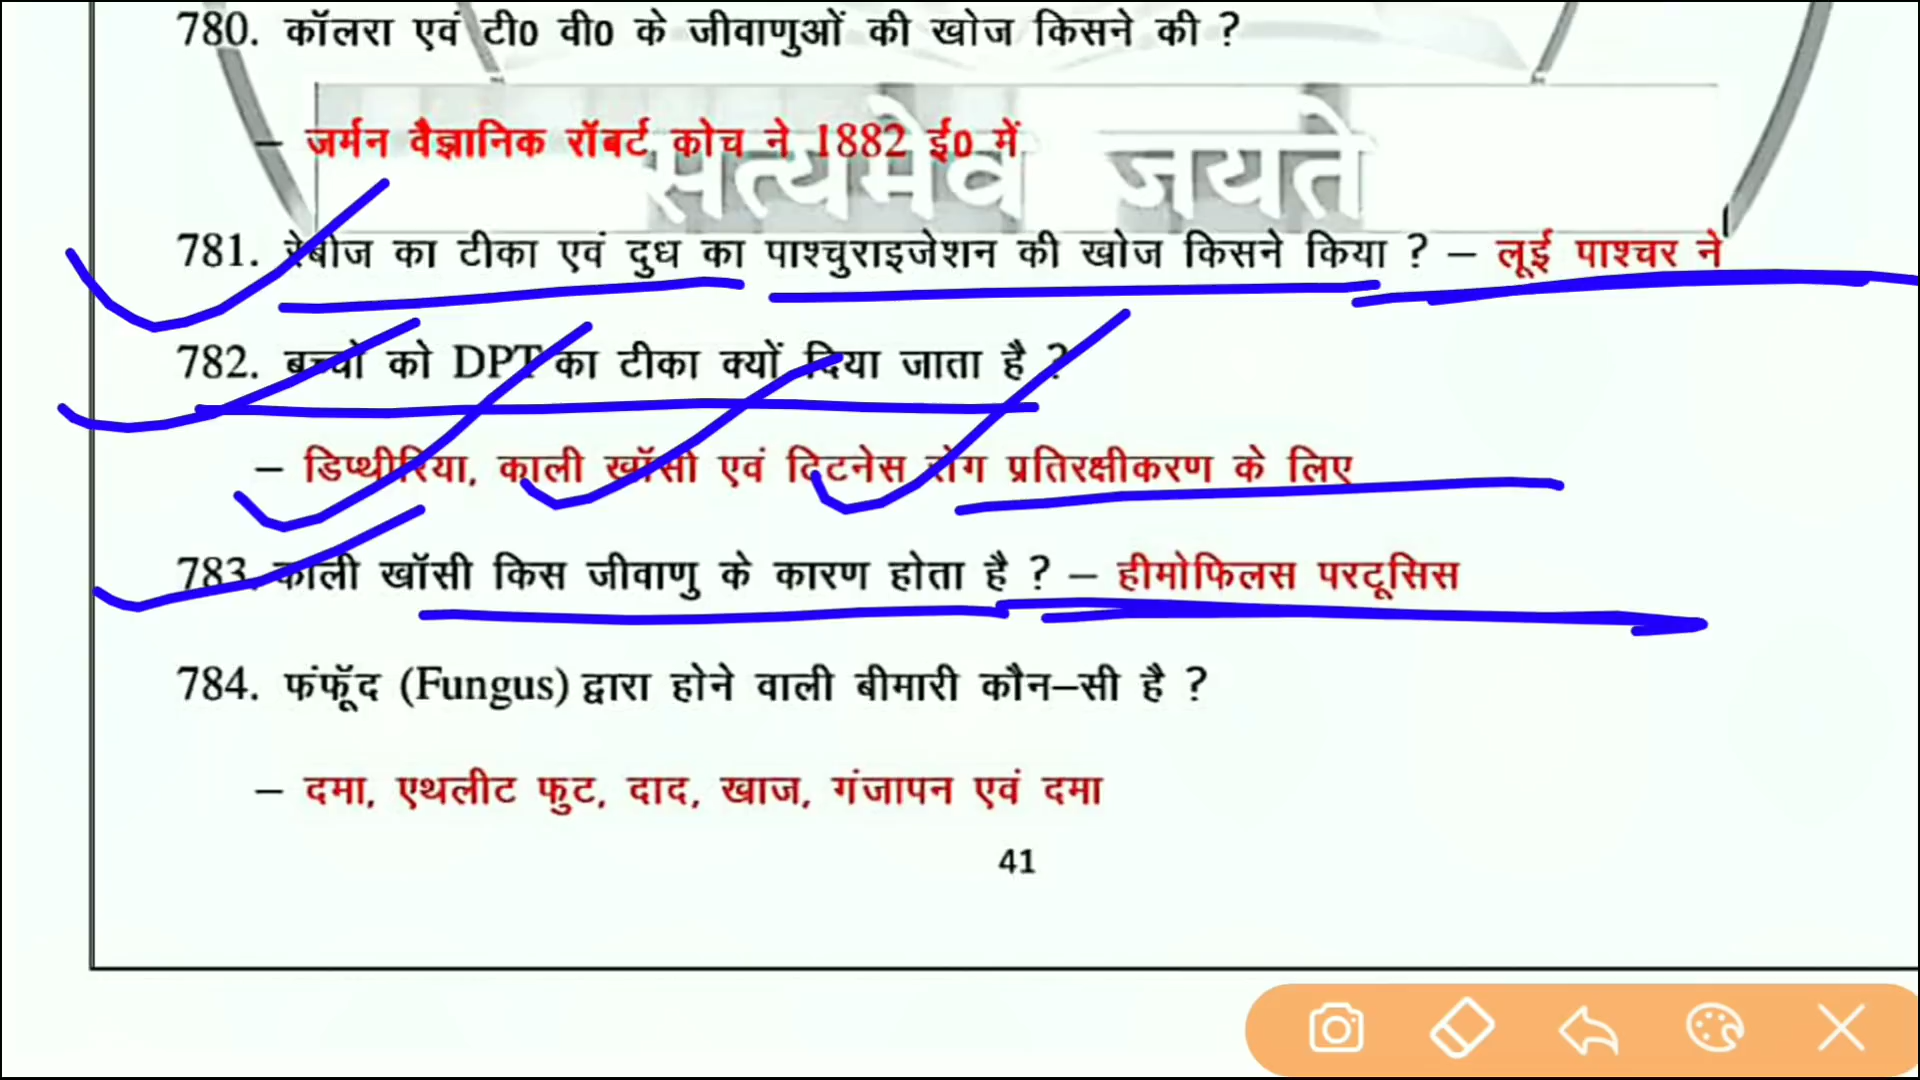 780. कॉलरा एवं टी0 वी0 के जीवाणुओं की खोज किसने की ?
– जर्मन वैज्ञानिक रॉबर्ट कोच ने 1882 ई0 में
सत्यमेव जयते
781. रेबीज का टीका एवं दुध का पाश्चुराइजेशन की खोज किसने किया ? – लूई पाश्चर ने
782. बच्चो को DPT का टीका क्यों दिया जाता है ?
– डिप्थीरिया, काली खॉसी एवं टिटनेस रोग प्रतिरक्षीकरण के लिए
783. काली खॉसी किस जीवाणु के कारण होता है ? – हीमोफिलस परटूसिस
784. फंफूॅद (Fungus) द्वारा होने वाली बीमारी कौन–सी है ?
– दमा, एथलीट फुट, दाद, खाज, गंजापन एवं दमा
41